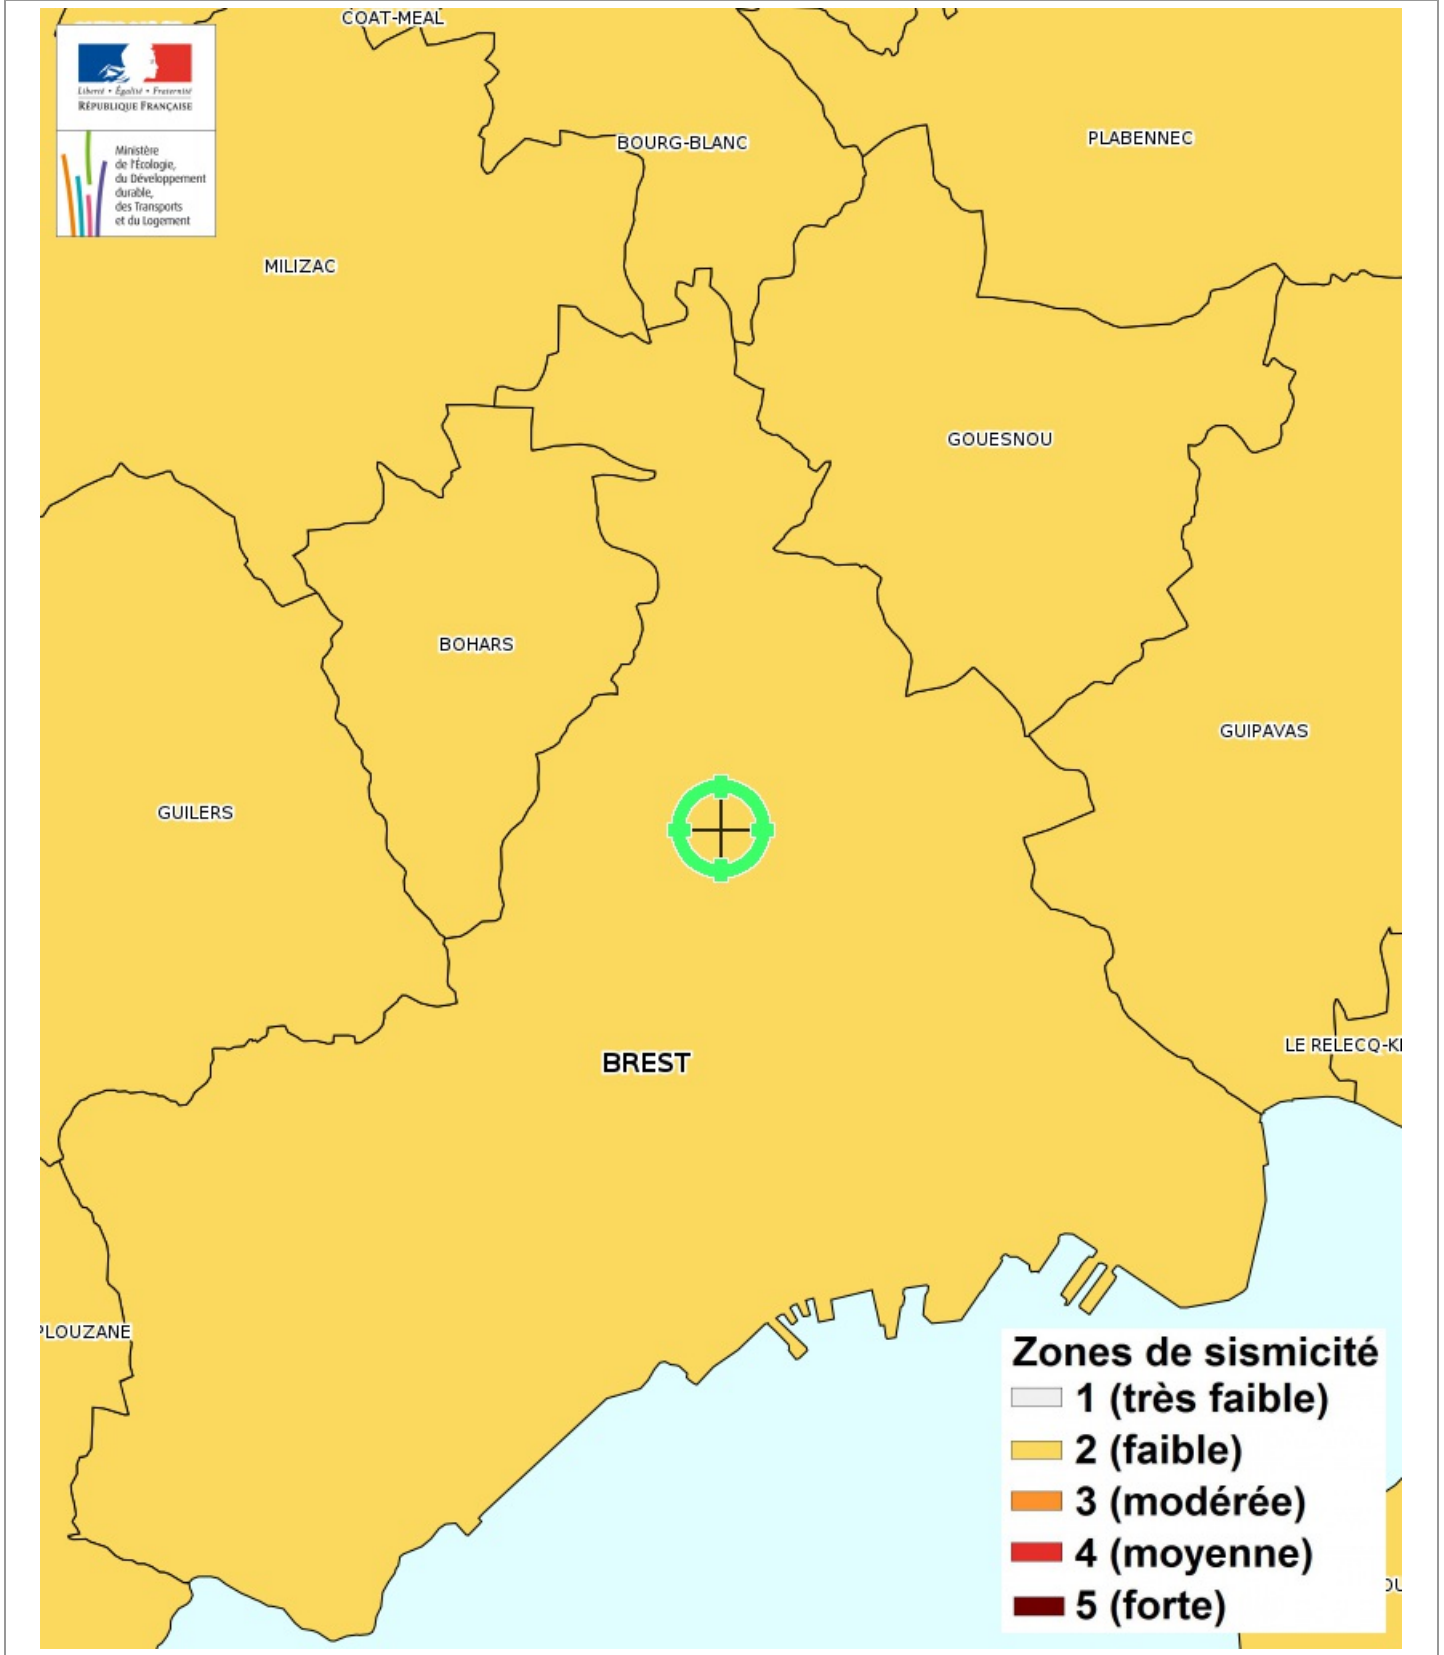 COAT-MEAL
Liberté • Égalité • Fraternité
RÉPUBLIQUE FRANÇAISE
BOURG-BLANC
PLABENNEC
Ministère
de l'Écologie,
du Développement
durable,
des Transports
et du Logement
MILIZAC
GOUESNOU
BOHARS
GUIPAVAS
GUILERS
LE RELECQ-K
BREST
PLOUZANE
Zones de sismicité
1 (très faible)
2 (faible)
3 (modérée)
4 (moyenne)
5 (forte)